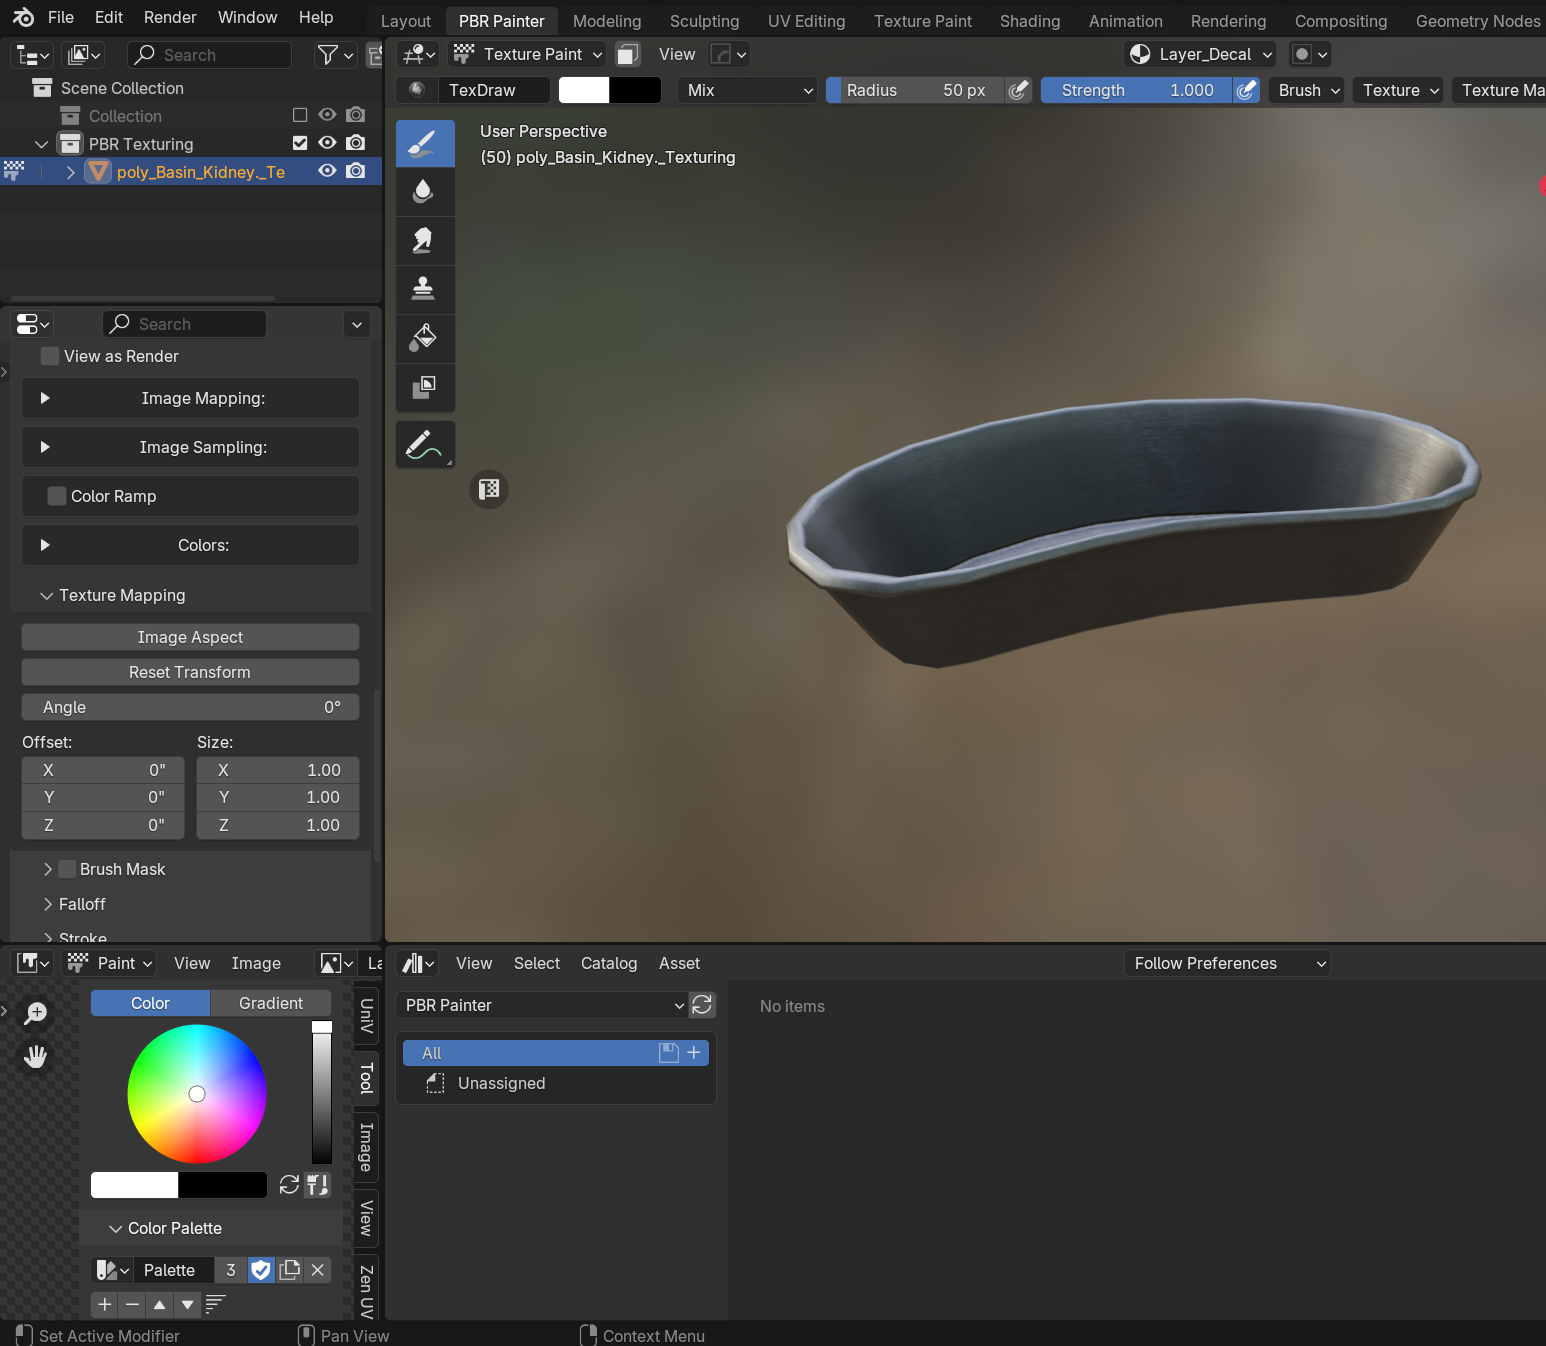 File Edit Render Window Help
Layout PBR Painter Modeling Sculpting UV Editing Texture Paint Shading Animation Rendering Compositing Geometry Nodes
Search
Scene Collection
Collection
PBR Texturing
poly_Basin_Kidney._Te
Texture Paint View Layer_Decal
TexDraw Mix Radius 50 px Strength 1.000 Brush Texture Texture Ma
User Perspective
(50) poly_Basin_Kidney._Texturing
Search
View as Render
Image Mapping:
Image Sampling:
Color Ramp
Colors:
Texture Mapping
Image Aspect
Reset Transform
Angle 0°
Offset: Size:
X 0" X 1.00
Y 0" Y 1.00
Z 0" Z 1.00
Brush Mask
Falloff
Stroke
Paint View Image La
Color Gradient
UniV
Tool
Image
View
Zen UV
Color Palette
Palette 3
View Select Catalog Asset Follow Preferences
PBR Painter
No items
All
Unassigned
Set Active Modifier Pan View Context Menu